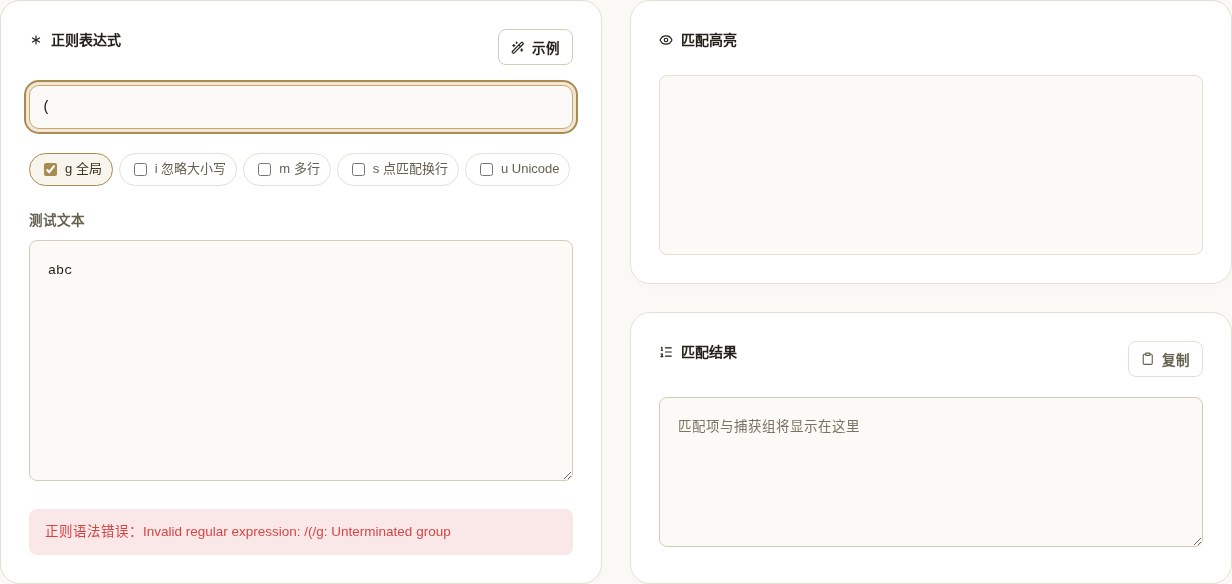 正则表达式
示例
(
g 全局
i 忽略大小写
m 多行
s 点匹配换行
u Unicode
测试文本
abc
正则语法错误：Invalid regular expression: /(/g: Unterminated group
匹配高亮
匹配结果
复制
匹配项与捕获组将显示在这里